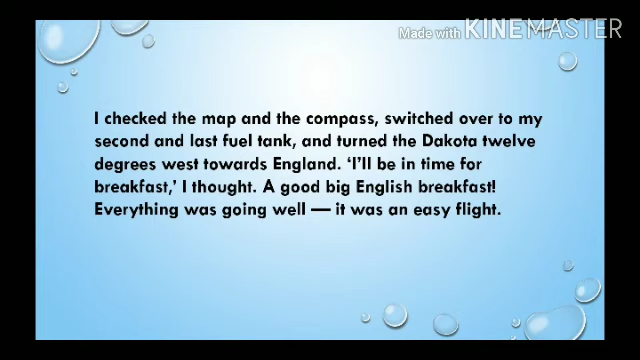 Made with KINEMASTER
I checked the map and the compass, switched over to my
second and last fuel tank, and turned the Dakota twelve
degrees west towards England. ‘I’ll be in time for
breakfast,’ I thought. A good big English breakfast!
Everything was going well — it was an easy flight.